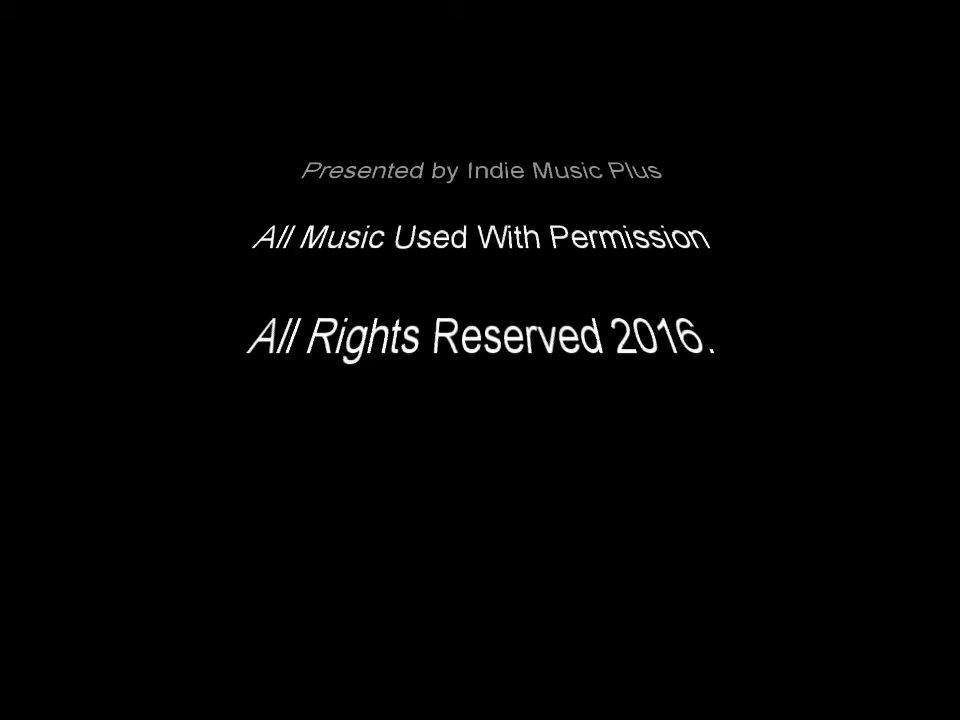 Presented by Indie Music Plus
All Music Used With Permission
All Rights Reserved 2016.